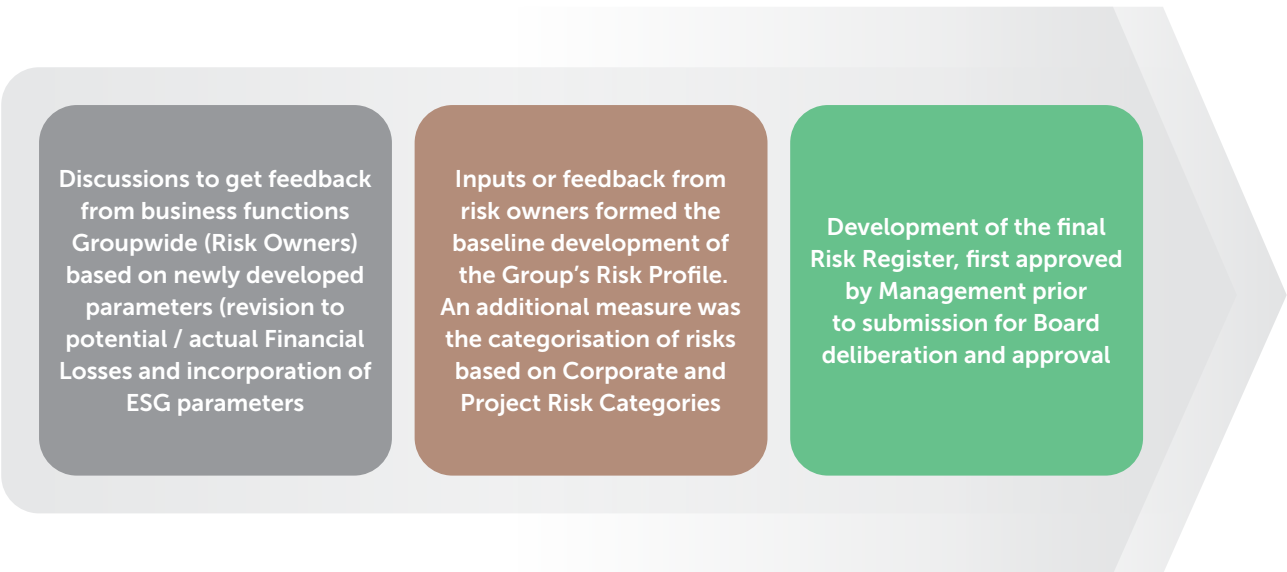 Discussions to get feedback
from business functions
Groupwide (Risk Owners)
based on newly developed
parameters (revision to
potential / actual Financial
Losses and incorporation of
ESG parameters
Inputs or feedback from
risk owners formed the
baseline development of
the Group’s Risk Profile.
An additional measure was
the categorisation of risks
based on Corporate and
Project Risk Categories
Development of the final
Risk Register, first approved
by Management prior
to submission for Board
deliberation and approval